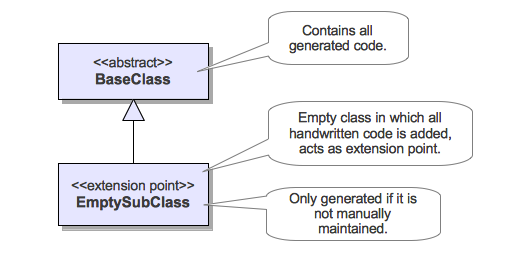 Contains all
generated code.
<<abstract>>
BaseClass
Empty class in which all
handwritten code is added,
acts as extension point.
<<extension point>>
EmptySubClass
Only generated if it is
not manually
maintained.